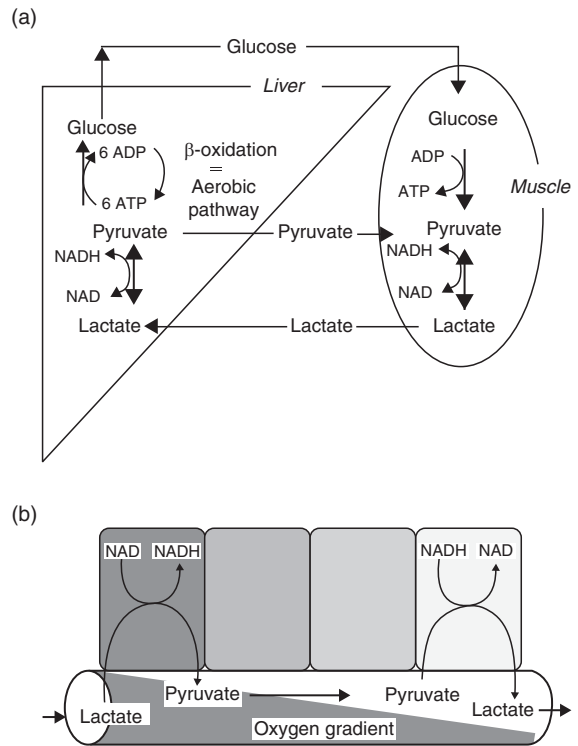 (a)
Glucose
Liver
Glucose
Glucose
6 ADP
β-oxidation
=
Aerobic
pathway
6 ATP
ADP
ATP
Muscle
Pyruvate
Pyruvate
Pyruvate
NADH
NAD
NADH
NAD
Lactate
Lactate
Lactate
(b)
NAD NADH
NADH NAD
Lactate
Pyruvate
Pyruvate
Lactate
Oxygen gradient